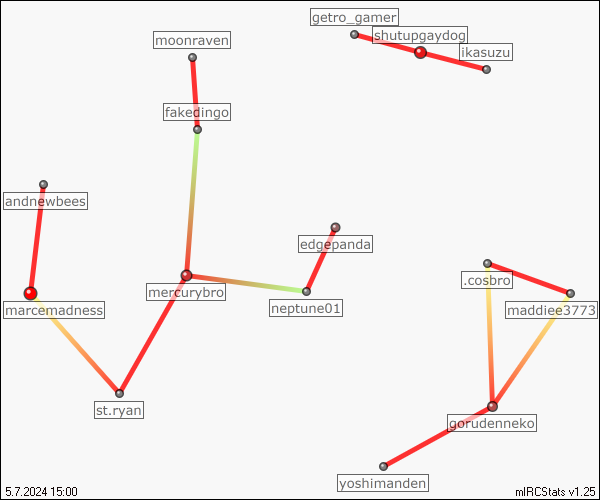 getro_gamer
shutupgaydog
moonraven
ikasuzu
fakedingo
andnewbees
edgepanda
.cosbro
mercurybro
neptune01
marcemadness
maddiee3773
st.ryan
gorudenneko
yoshimanden
5.7.2024 15:00
mIRCStats v1.25